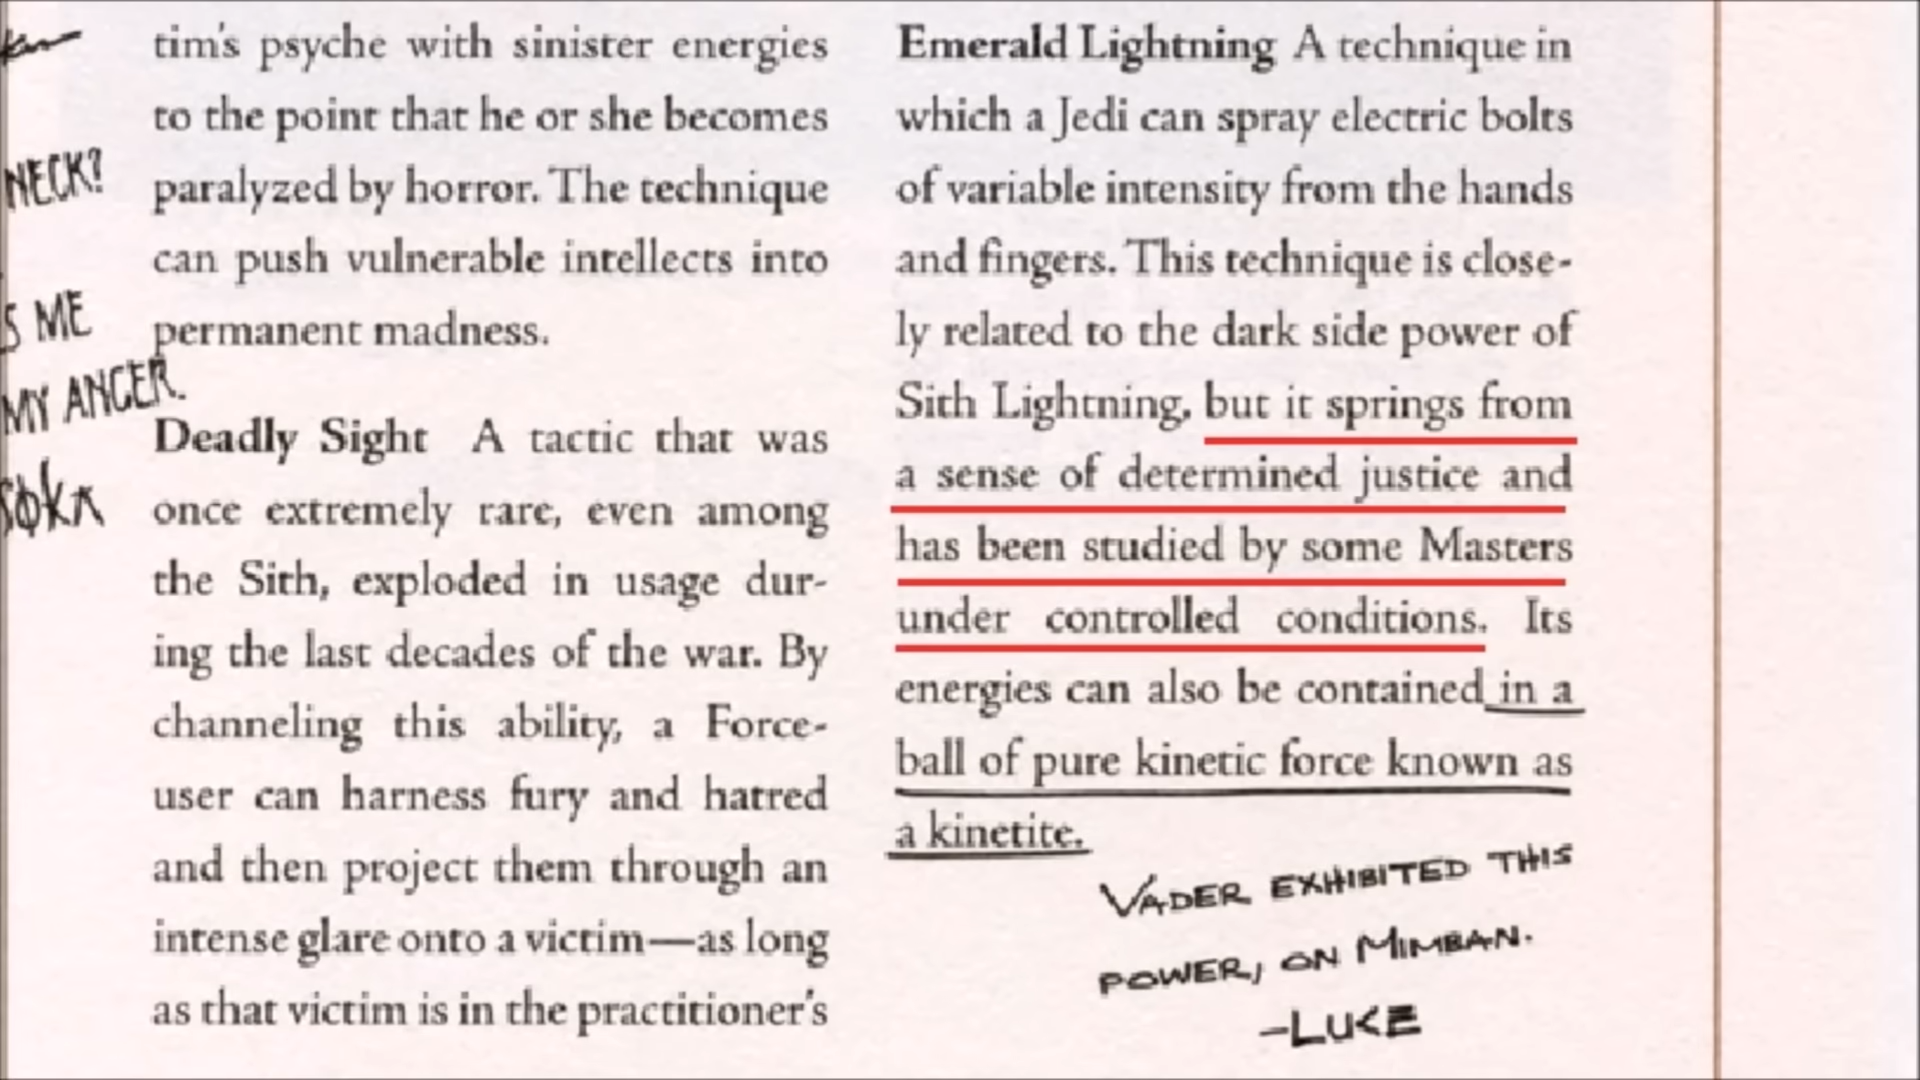 NECK?
S ME
MY ANGER.
tim's psyche with sinister energies
to the point that he or she becomes
paralyzed by horror. The technique
can push vulnerable intellects into
permanent madness.
Deadly Sight A tactic that was
once extremely rare, even among
the Sith, exploded in usage dur-
ing the last decades of the war. By
channeling this ability, a Force-
user can harness fury and hatred
and then project them through an
intense glare onto a victim—as long
as that victim is in the practitioner's
Emerald Lightning A technique in
which a Jedi can spray electric bolts
of variable intensity from the hands
and fingers. This technique is close-
ly related to the dark side power of
Sith Lightning, but it springs from
a sense of determined justice and
has been studied by some Masters
under controlled conditions. Its
energies can also be contained in a
ball of pure kinetic force known as
a kinetite.
VADER EXHIBITED THIS
POWER, ON MIMBAN.
-LUKE